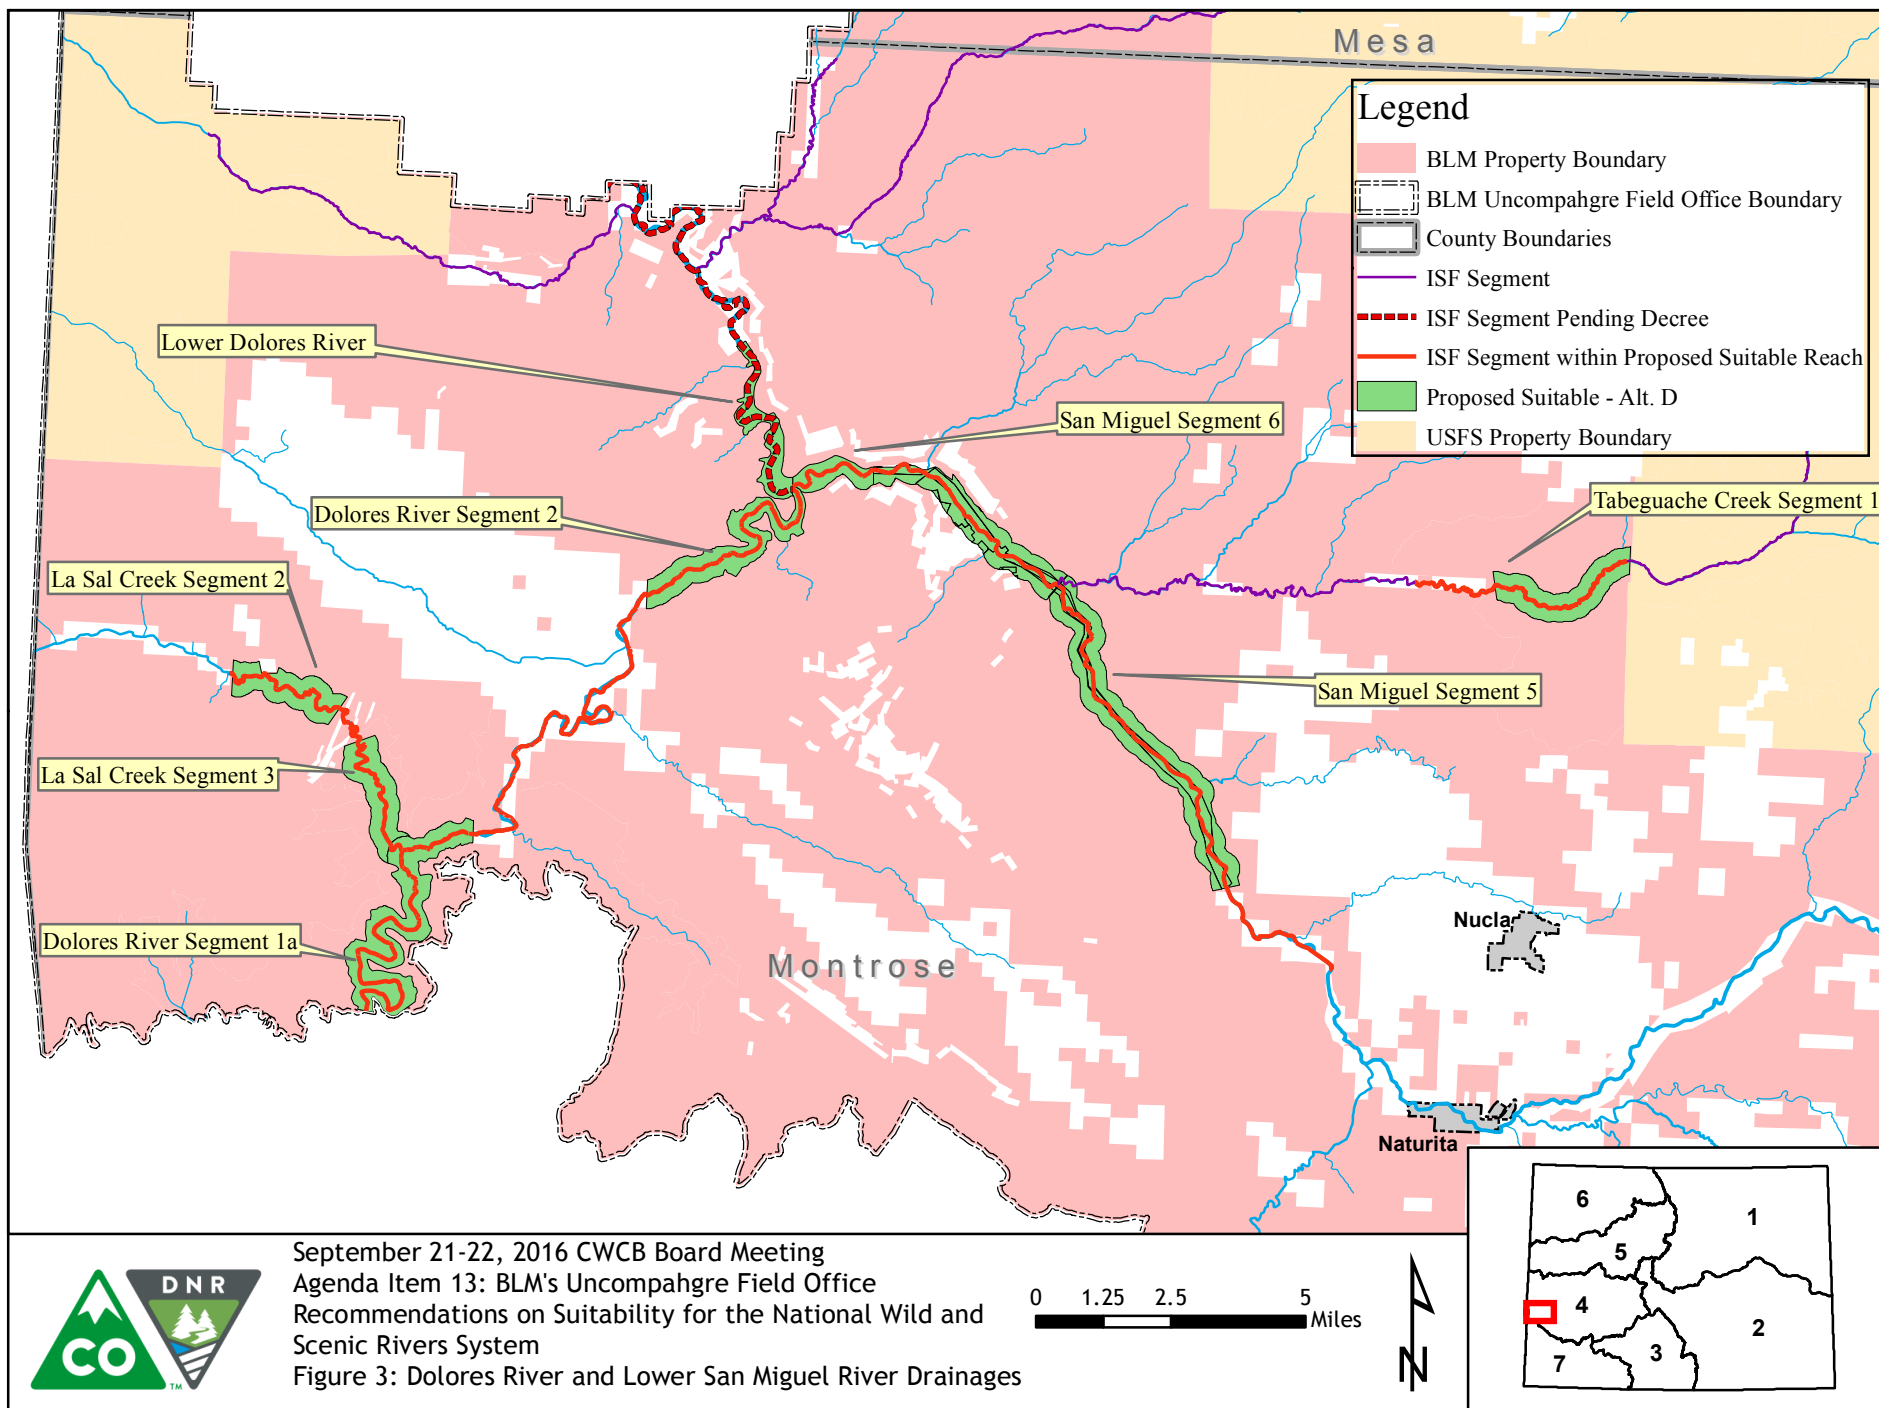 Mesa
Legend
BLM Property Boundary
BLM Uncompahgre Field Office Boundary
County Boundaries
ISF Segment
ISF Segment Pending Decree
ISF Segment within Proposed Suitable Reach
Proposed Suitable - Alt. D
USFS Property Boundary
Lower Dolores River
San Miguel Segment 6
Tabeguache Creek Segment 1
Dolores River Segment 2
La Sal Creek Segment 2
San Miguel Segment 5
La Sal Creek Segment 3
Dolores River Segment 1a
Nucla
Montrose
Naturita
6
1
5
4
2
3
7
September 21-22, 2016 CWCB Board Meeting
Agenda Item 13: BLM's Uncompahgre Field Office
Recommendations on Suitability for the National Wild and
Scenic Rivers System
Figure 3: Dolores River and Lower San Miguel River Drainages
0 1.25 2.5 5
Miles
N
DNR
CO
TM